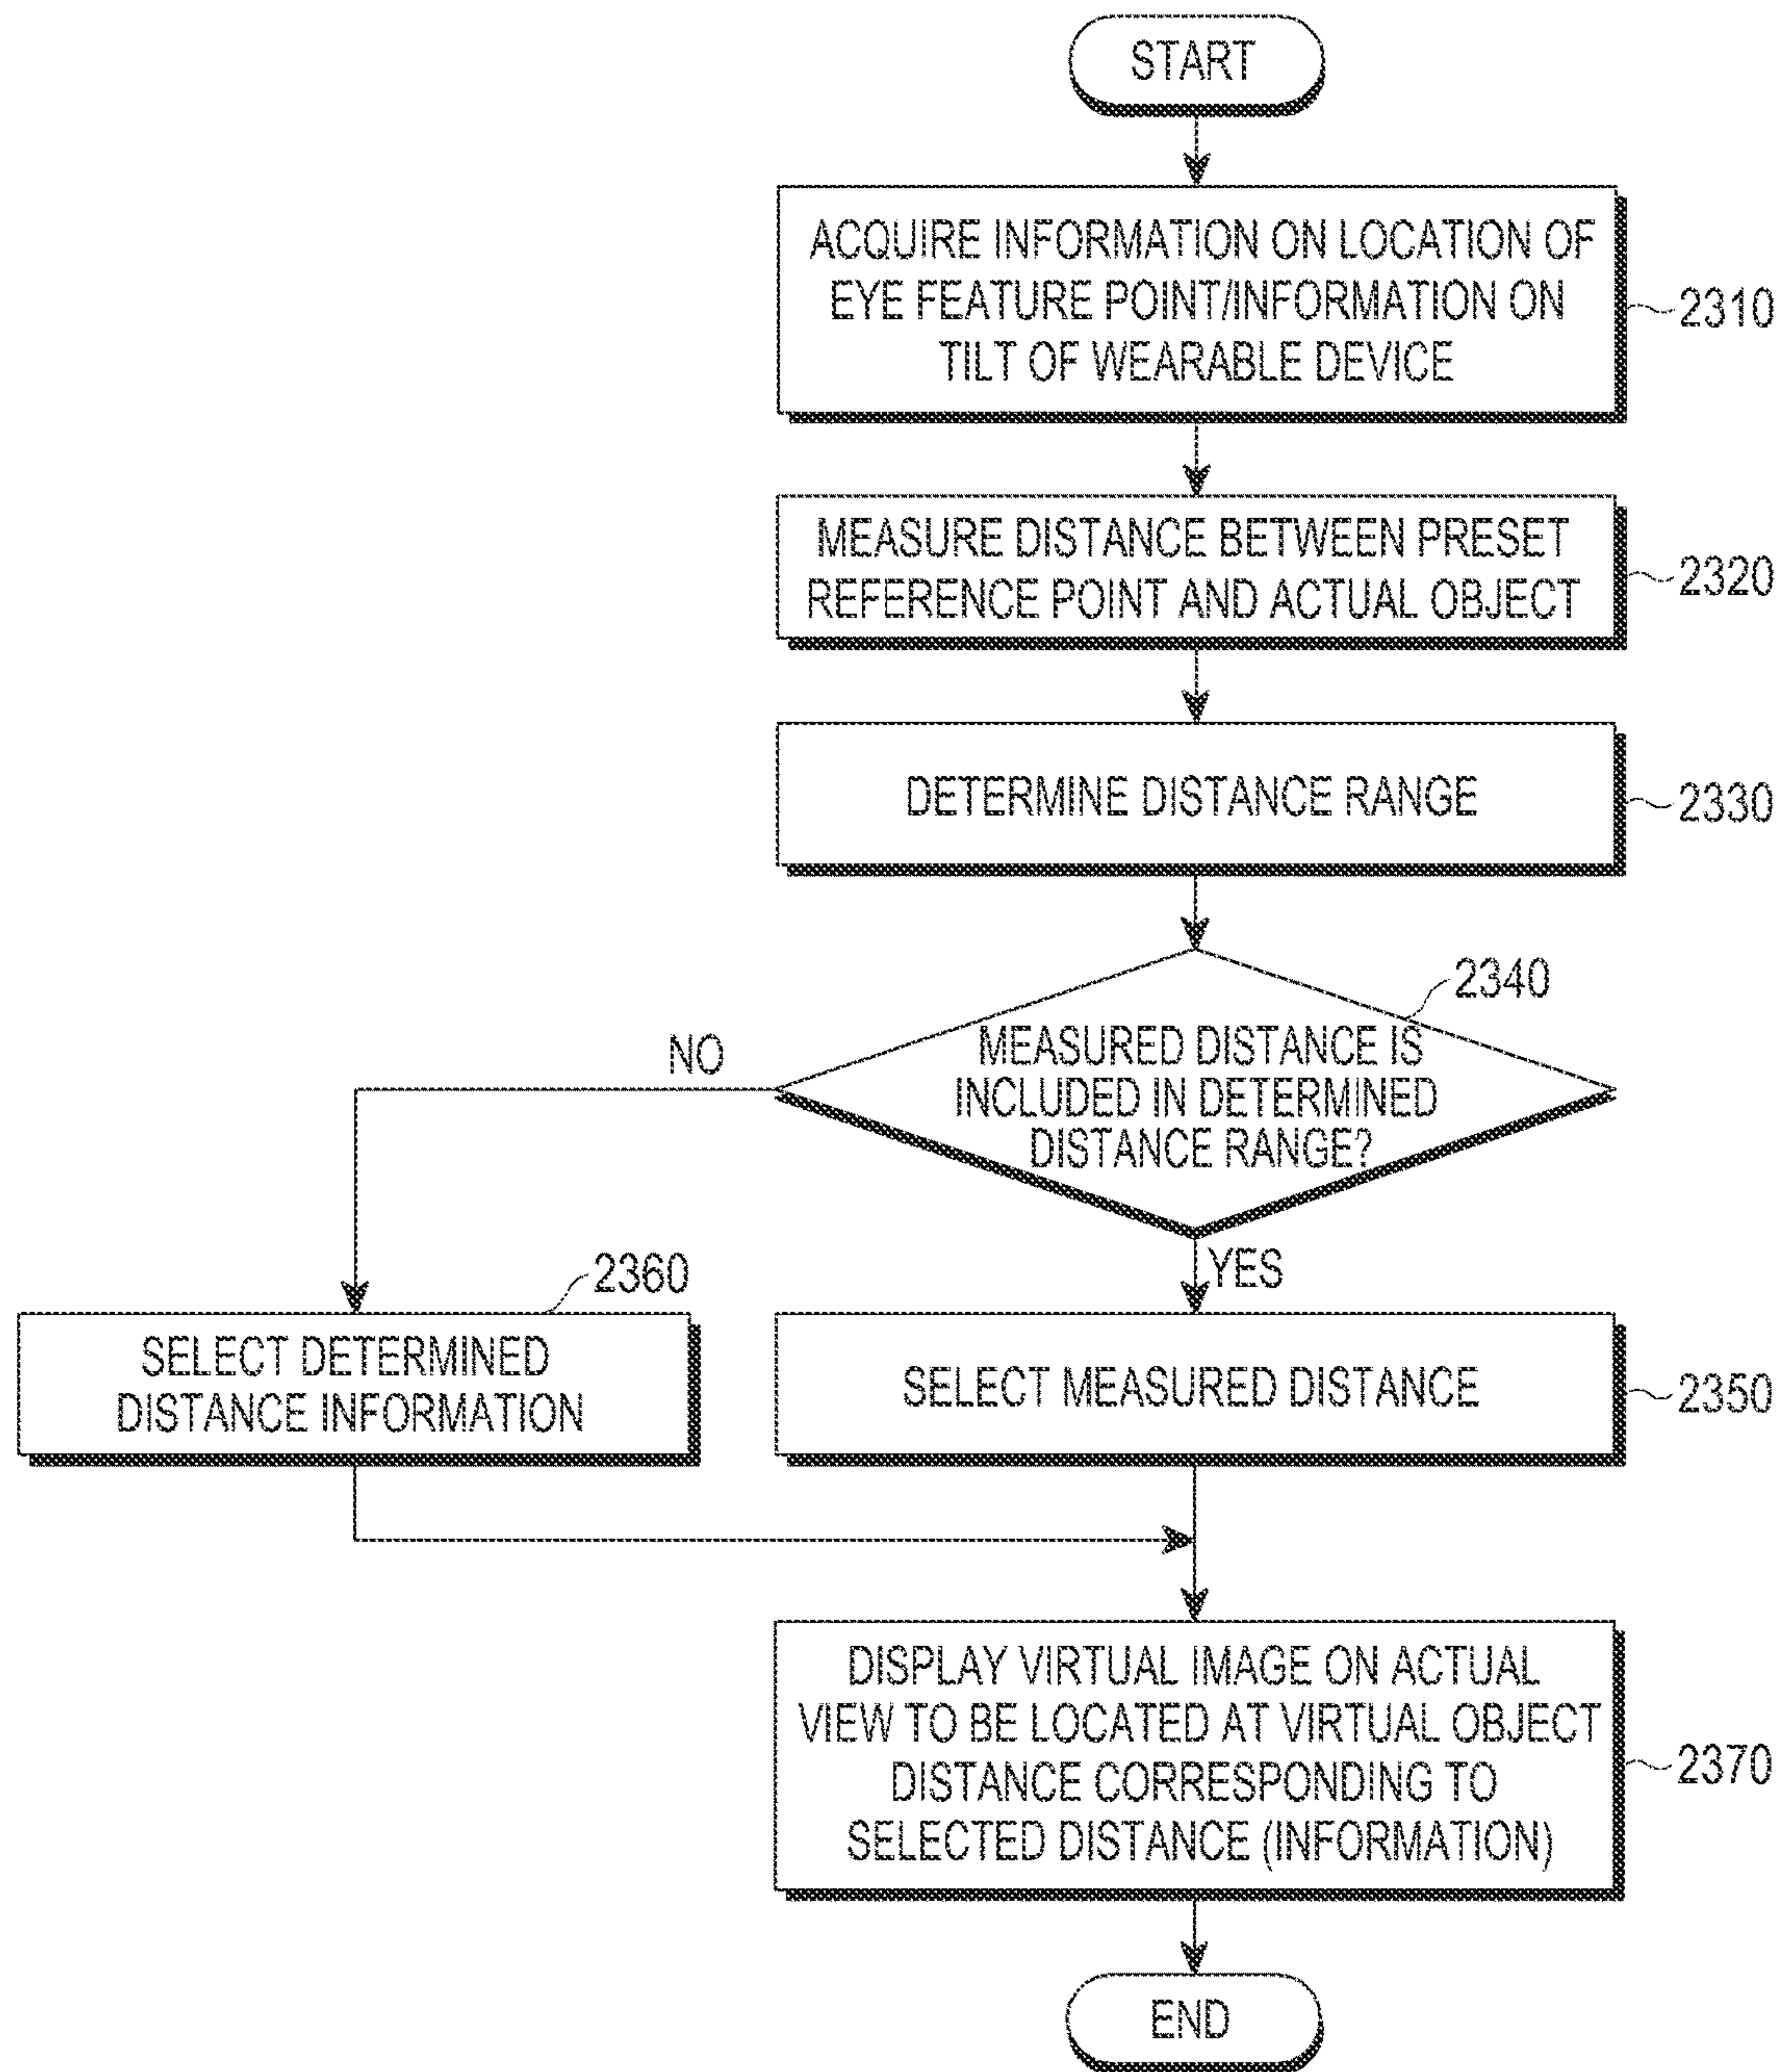 START
ACQUIRE INFORMATION ON LOCATION OF
EYE FEATURE POINT/INFORMATION ON
TILT OF WEARABLE DEVICE
2310
MEASURE DISTANCE BETWEEN PRESET
REFERENCE POINT AND ACTUAL OBJECT
2320
DETERMINE DISTANCE RANGE
2330
2340
MEASURED DISTANCE IS
INCLUDED IN DETERMINED
DISTANCE RANGE?
NO
YES
2360
SELECT DETERMINED
DISTANCE INFORMATION
SELECT MEASURED DISTANCE
2350
DISPLAY VIRTUAL IMAGE ON ACTUAL
VIEW TO BE LOCATED AT VIRTUAL OBJECT
DISTANCE CORRESPONDING TO
SELECTED DISTANCE (INFORMATION)
2370
END